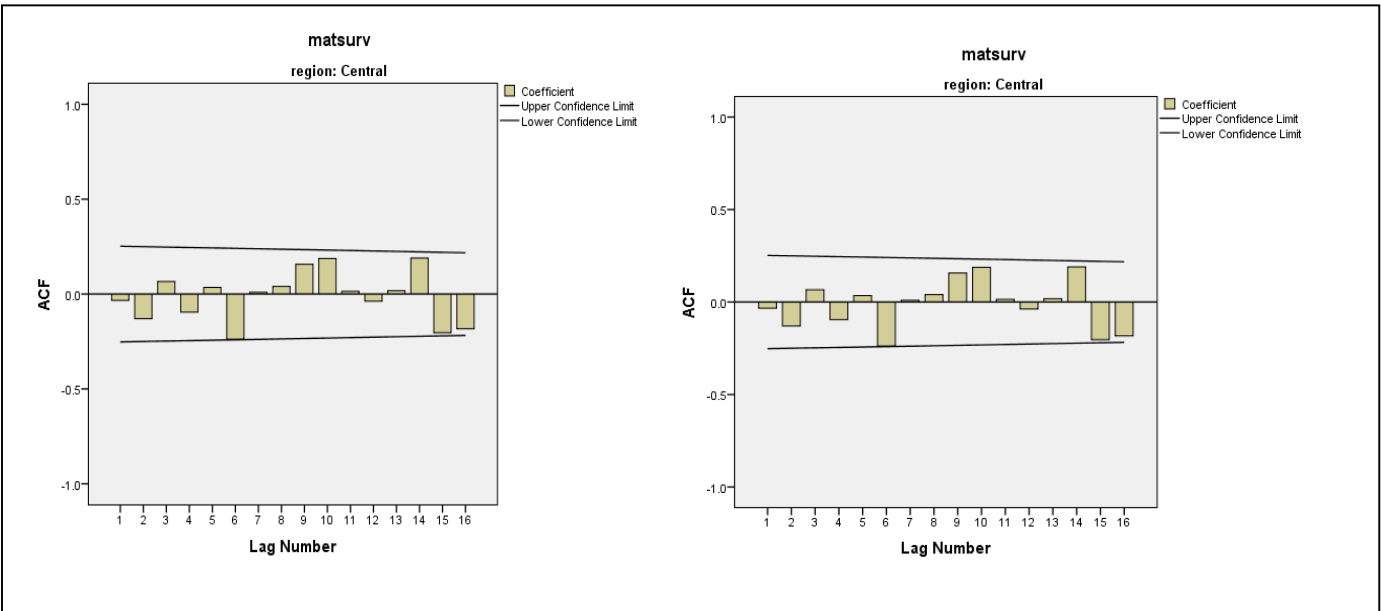 matsurv
region: Central
Coefficient
Upper Confidence Limit
Lower Confidence Limit
1.0
0.5
0.0
-0.5
-1.0
ACF
1 2 3 4 5 6 7 8 9 10 11 12 13 14 15 16
Lag Number
matsurv
region: Central
Coefficient
Upper Confidence Limit
Lower Confidence Limit
1.0
0.5
0.0
-0.5
-1.0
ACF
1 2 3 4 5 6 7 8 9 10 11 12 13 14 15 16
Lag Number